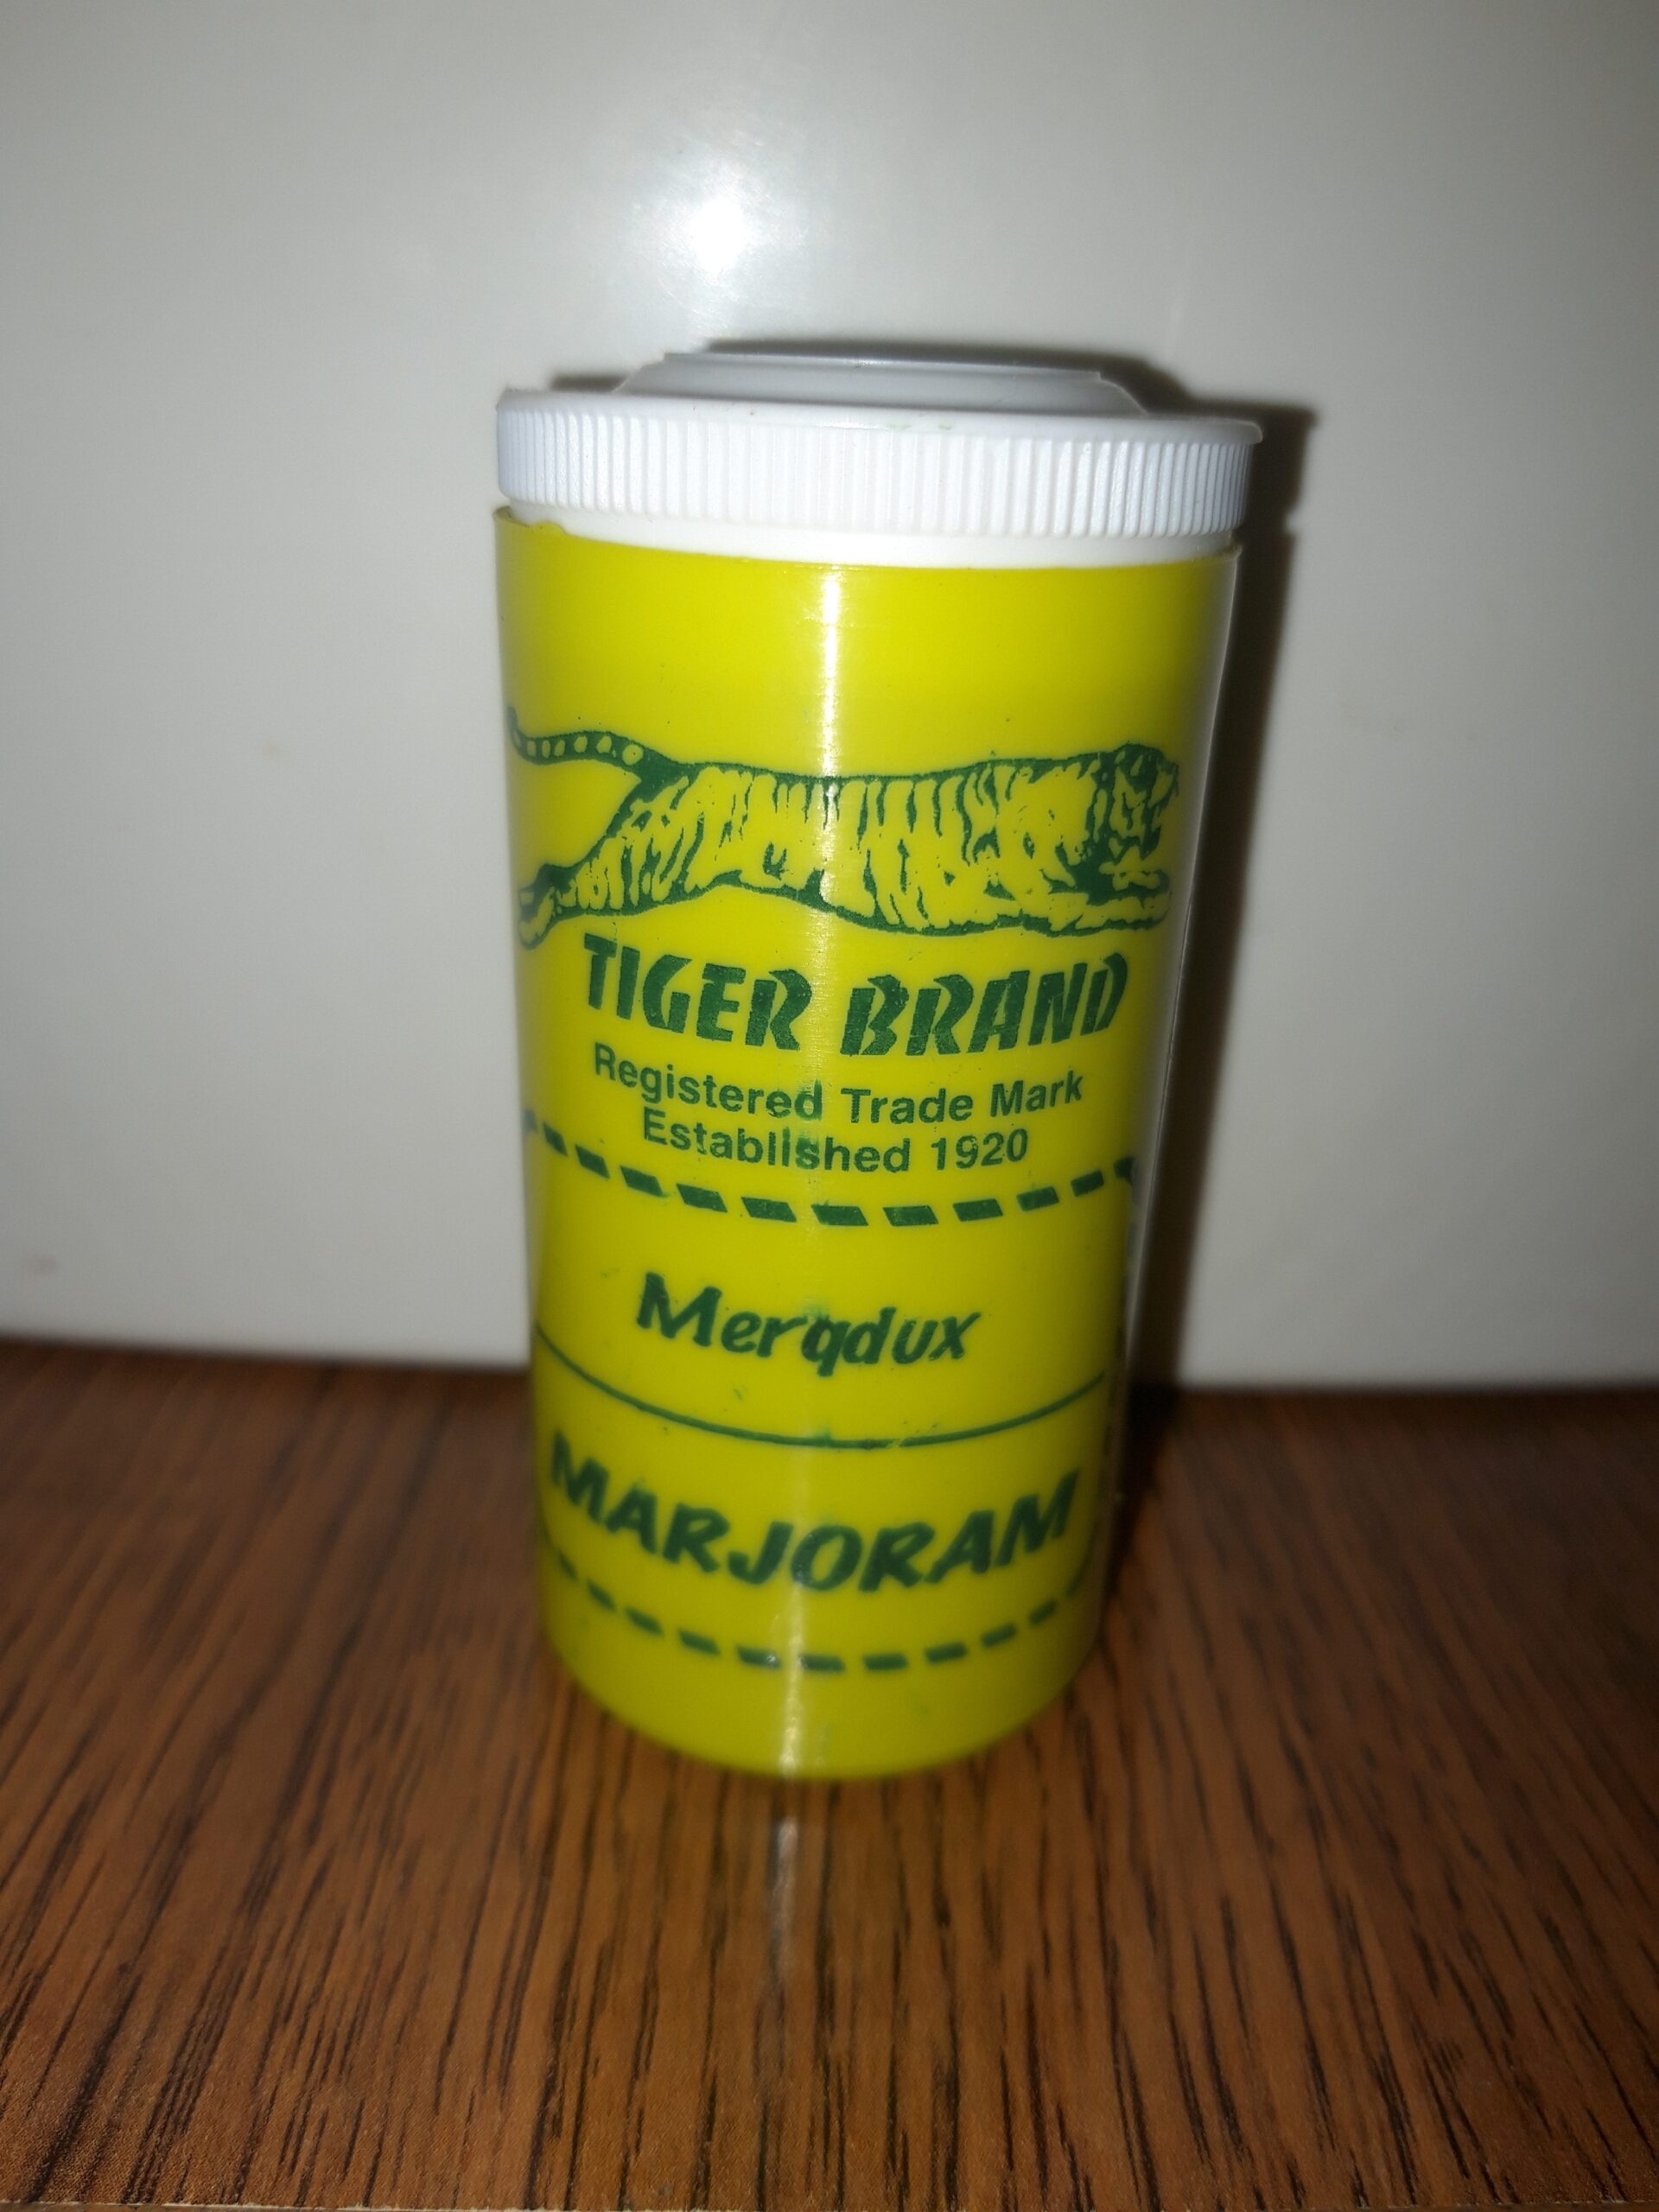 TIGER BRAND
Registered Trade Mark
Established 1920
Merqdux
MARJORAM